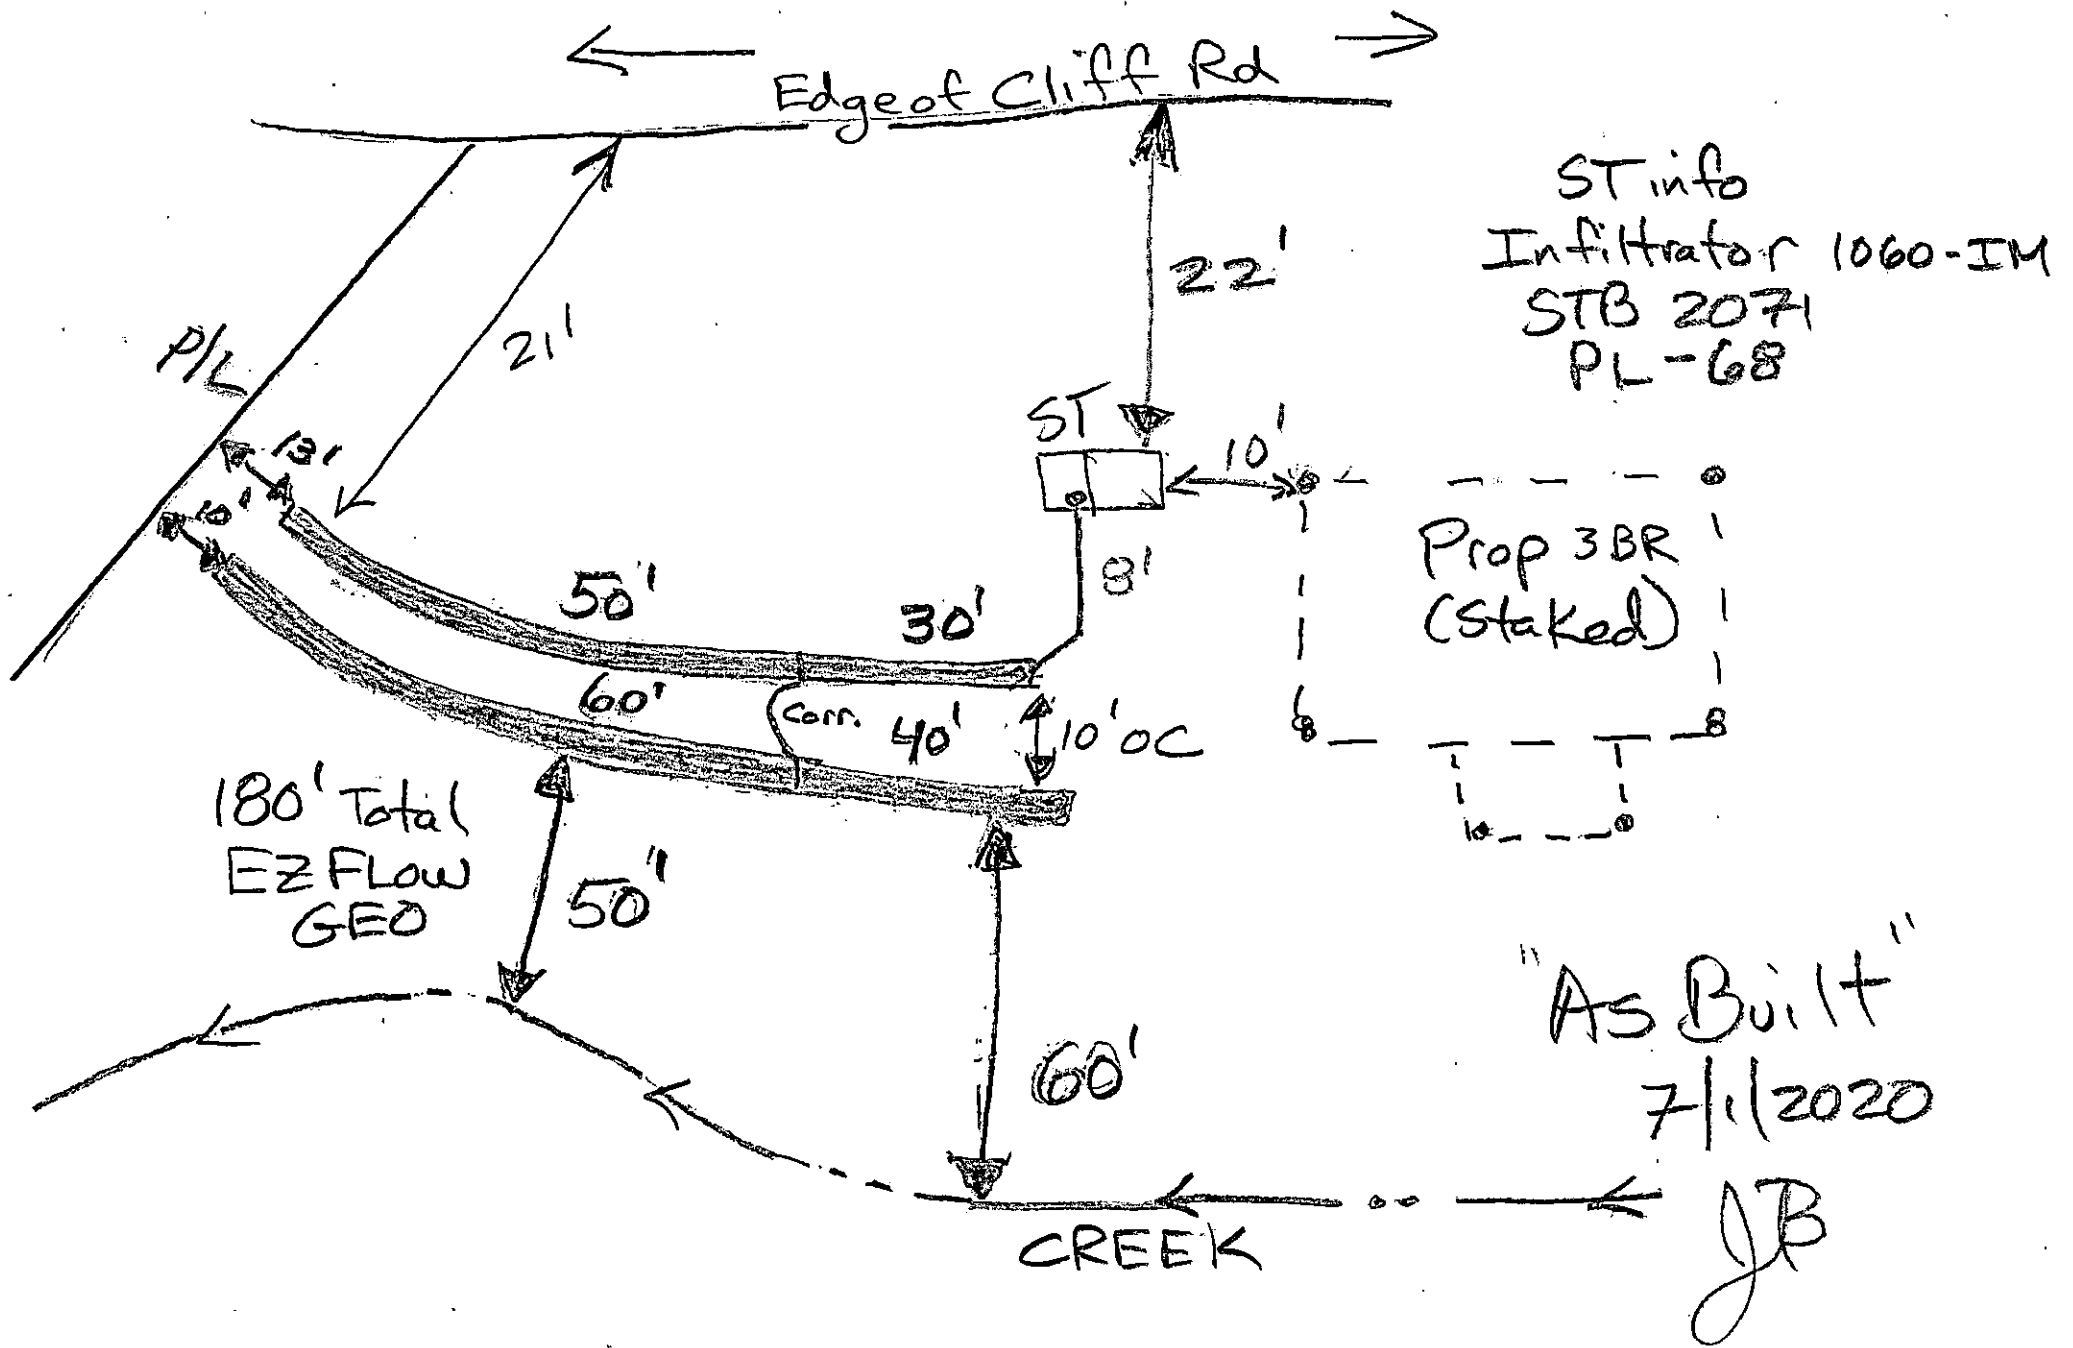 Edge of Cliff Rd
ST info
Infiltrator 1060-IM
STB 2071
PL-68
22'
21'
P/L
ST
10'
13'
10'
Prop 3BR
(Staked)
8'
50'
30'
60'
Corr.
40'
10' OC
180' Total
EZ FLOW
GEO
50'
60'
"As Built"
7/1/2020
JB
CREEK